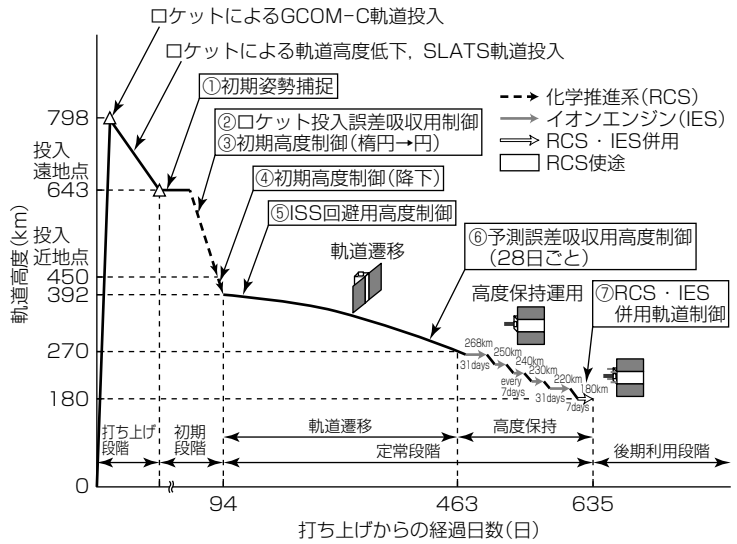 ロケットによるGCOM-C軌道投入
ロケットによる軌道高度低下, SLATS軌道投入
①初期姿勢捕捉
②ロケット投入誤差吸収用制御
③初期高度制御(楕円→円)
④初期高度制御(降下)
⑤ISS回避用高度制御
⑥予測誤差吸収用高度制御
(28日ごと)
⑦RCS・IES
併用軌道制御
化学推進系(RCS)
イオンエンジン(IES)
RCS・IES併用
RCS使途
軌道高度(km)
798
投入
遠地点
643
投入
近地点
450
392
270
180
0
軌道遷移
高度保持運用
268km
31days
250km
240km
every
7days
230km
31days
220km
180km
7days
打ち上げ
段階
初期
段階
軌道遷移
高度保持
定常段階
後期利用段階
94
463
635
打ち上げからの経過日数(日)